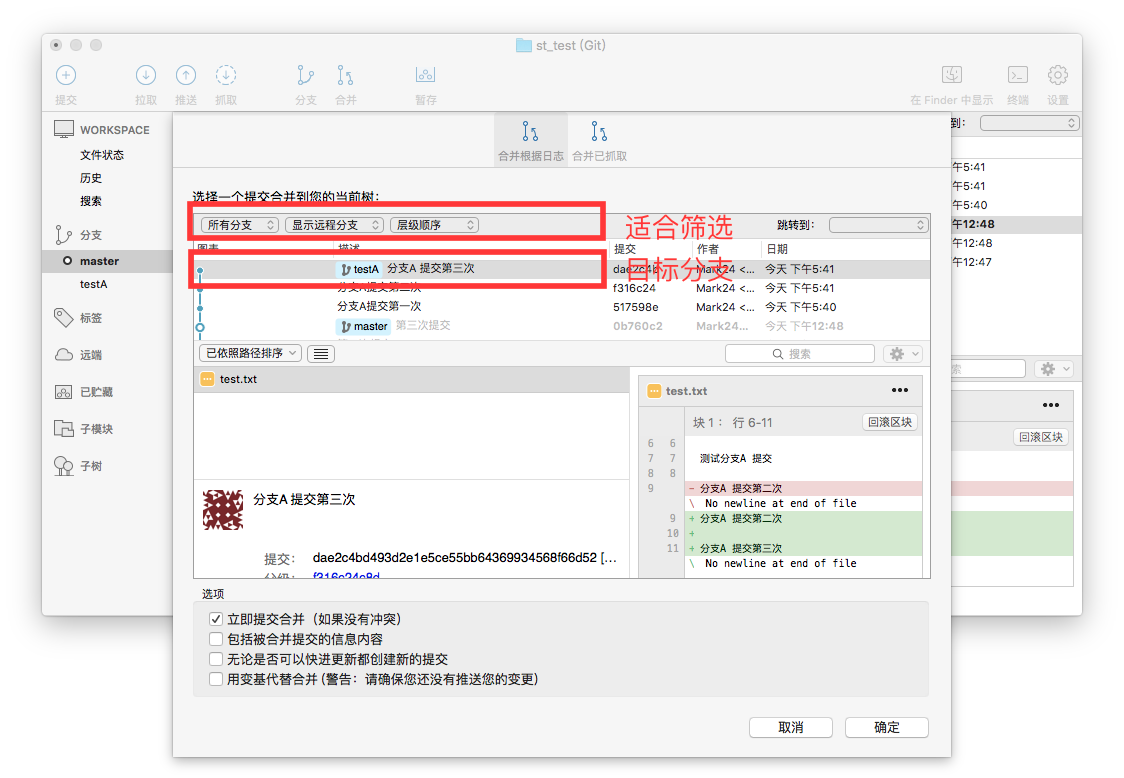 st_test (Git)
提交 拉取 推送 抓取 分支 合并 暂存 在 Finder 中显示 终端 设置
WORKSPACE
文件状态
历史
搜索
分支
master
testA
标签
远端
已贮藏
子模块
子树
合并根据日志 合并已抓取
选择一个提交合并到您的当前树:
所有分支 显示远程分支 层级顺序 跳转到:
适合筛选
图表 描述 提交 作者 日期
目标分支
testA 分支A 提交第三次 dae2c4b Mark24 <... 今天 下午5:41
分支A提交第二次 f316c24 Mark24 <... 今天 下午5:41
分支A提交第一次 517598e Mark24 <... 今天 下午5:40
master 第三次提交 0b760c2 Mark24... 今天 下午12:48
已依照路径排序 搜索
test.txt
分支A 提交第三次
提交: dae2c4bd493d2e1e5ce55bb64369934568f66d52 [...
分级: f316c24c8d
test.txt •••
块 1： 行 6-11 回滚区块
6 6
7 7 测试分支A 提交
8 8
9 - 分支A 提交第二次
\ No newline at end of file
9 + 分支A 提交第二次
10 +
11 + 分支A 提交第三次
\ No newline at end of file
选项
立即提交合并（如果没有冲突）
包括被合并提交的信息内容
无论是否可以快进更新都创建新的提交
用变基代替合并 (警告：请确保您还没有推送您的变更)
取消 确定
到:
午5:41
午5:41
午5:40
午12:48
午12:48
午12:47
索
•••
回滚区块